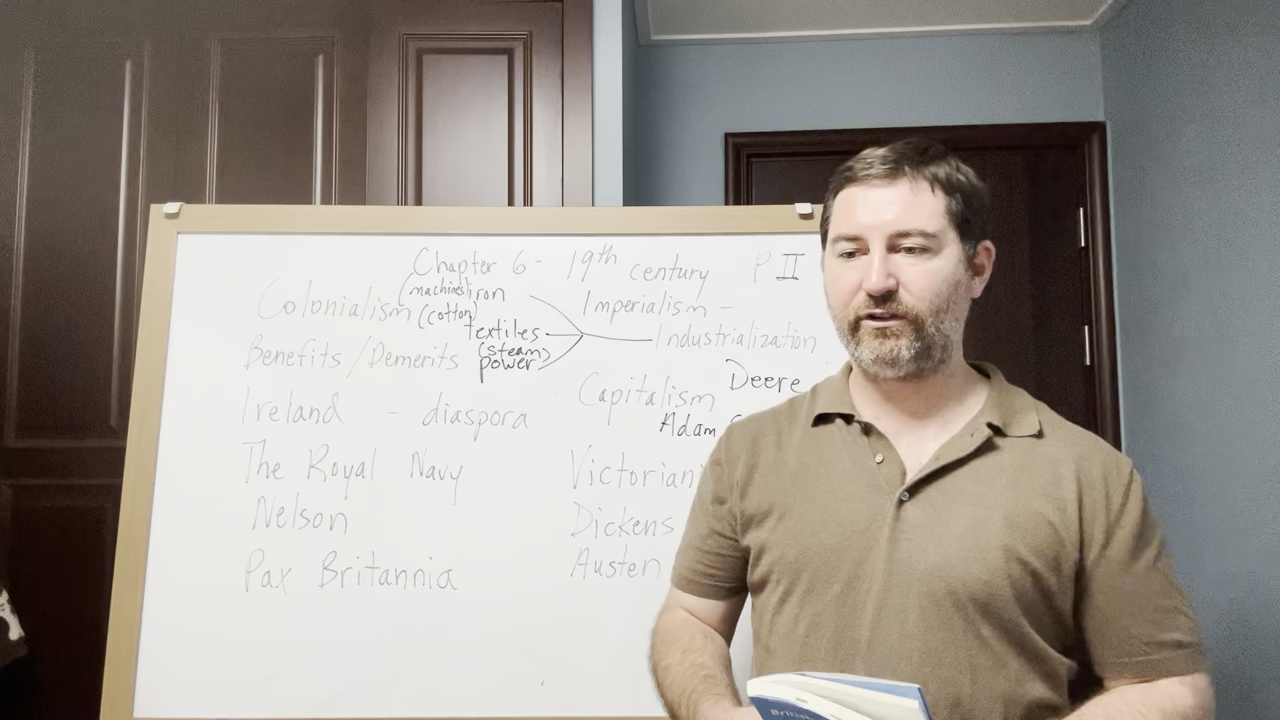 Chapter 6 - 19th century P II
Colonialism
(machines) iron
(cotton)
textiles
(steam)
power
Imperialism -
Industrialization
Benefits / Demerits
Capitalism
Deere
Adam
Ireland - diaspora
The Royal Navy
Nelson
Pax Britannia
Victorian
Dickens
Austen